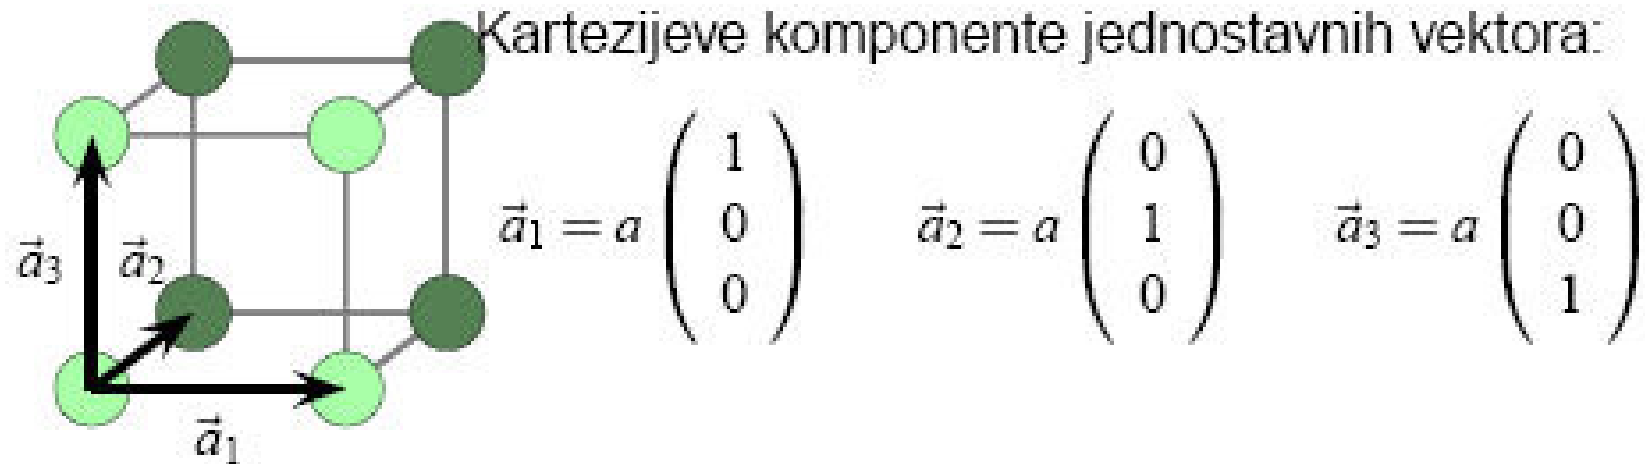 Kartezijeve komponente jednostavnih vektora:
a⃗₁ = a ( 1 0 0 ) a⃗₂ = a ( 0 1 0 ) a⃗₃ = a ( 0 0 1 )
a⃗₃ a⃗₂
a⃗₁